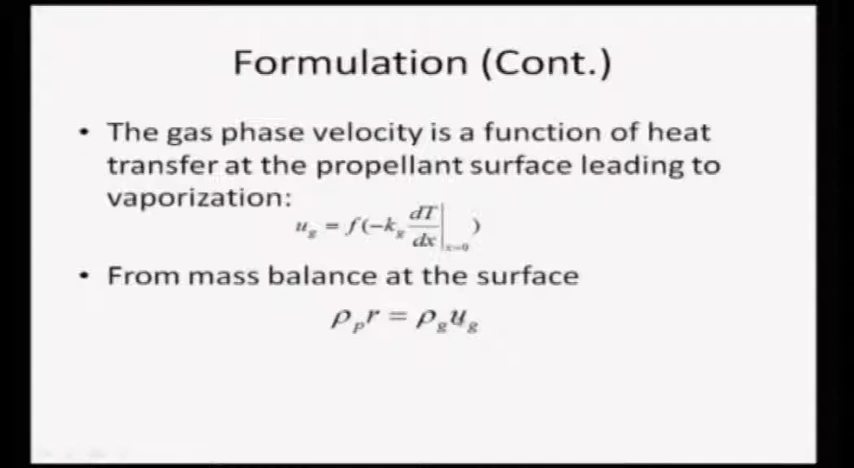 Formulation (Cont.)
• The gas phase velocity is a function of heat
transfer at the propellant surface leading to
vaporization:
u_g = f(-k_g dT/dx|_{x=0})
• From mass balance at the surface
ρ_p r = ρ_g u_g